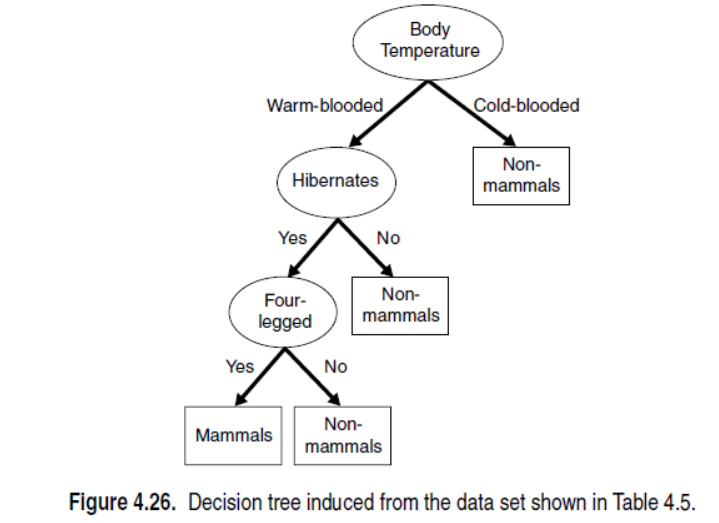 Body
Temperature
Warm-blooded
Cold-blooded
Hibernates
Non-
mammals
Yes
No
Four-
legged
Non-
mammals
Yes
No
Mammals
Non-
mammals
Figure 4.26. Decision tree induced from the data set shown in Table 4.5.